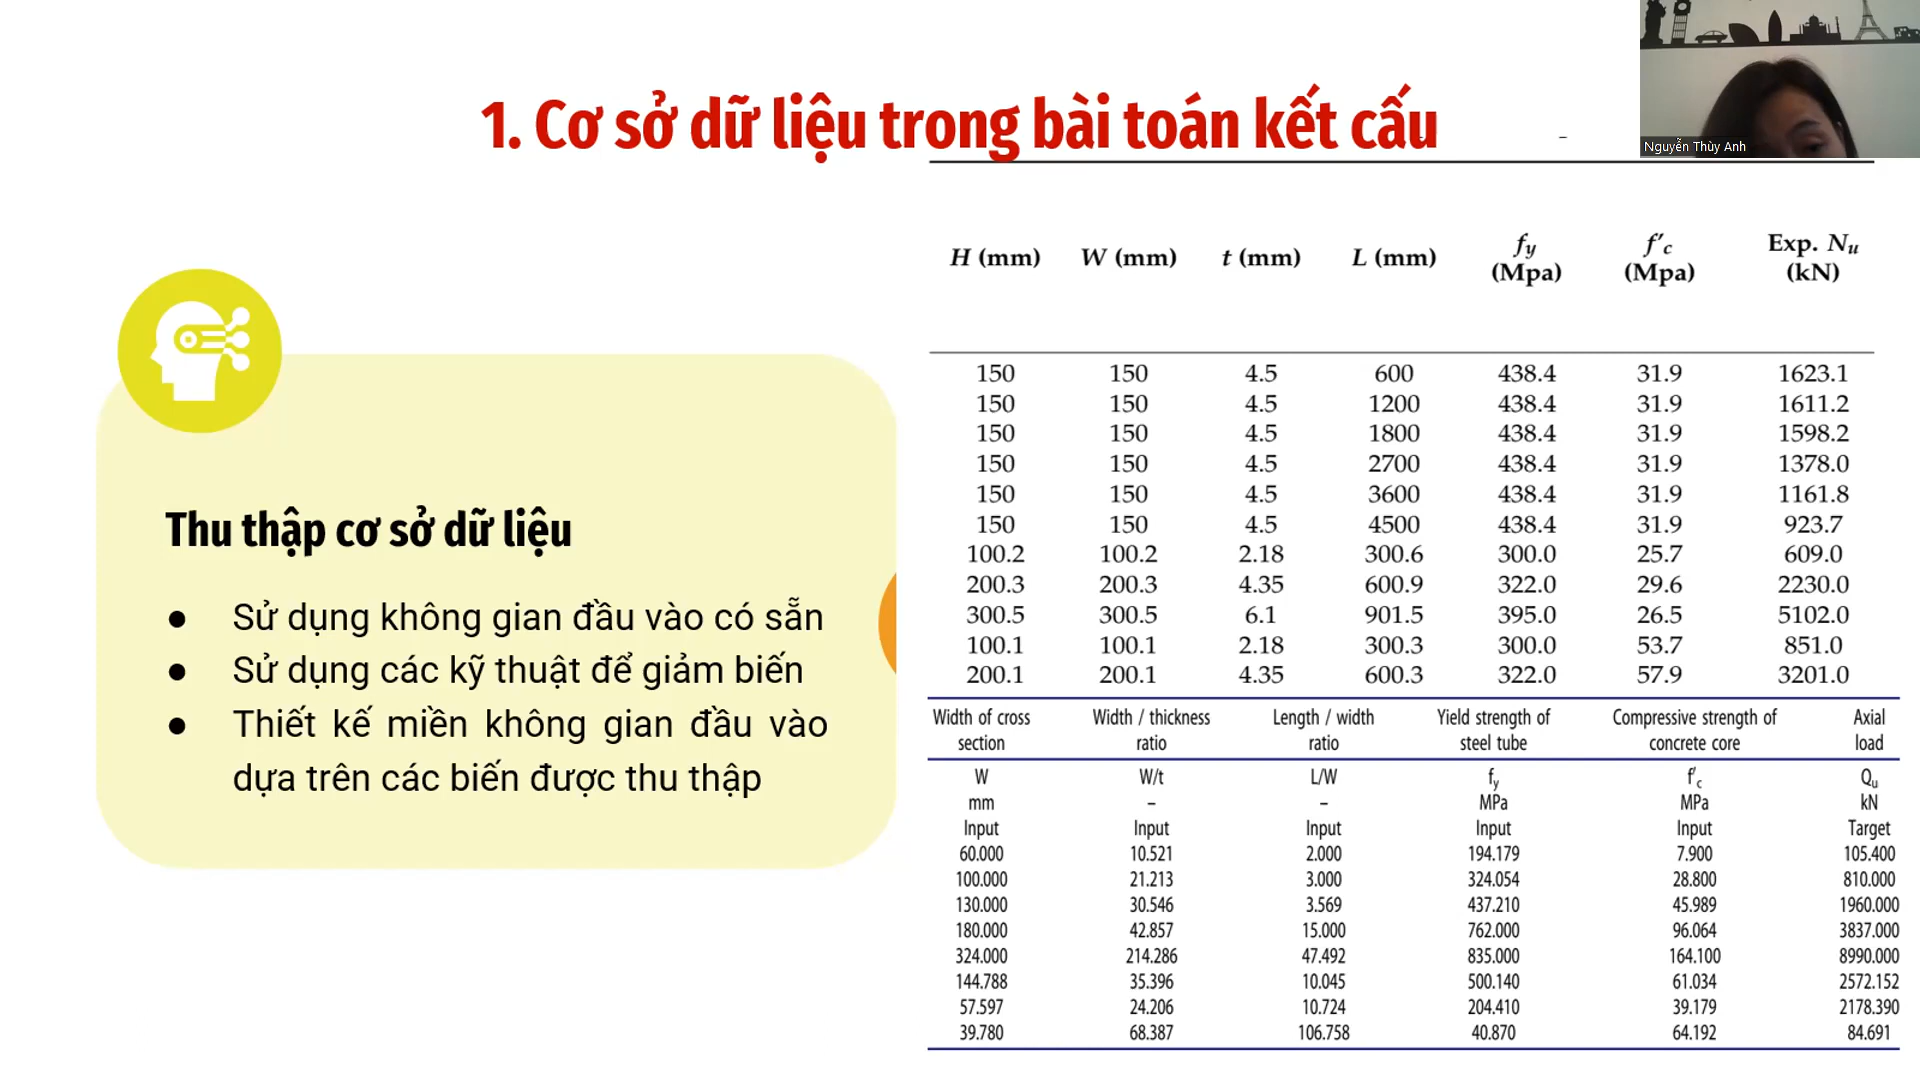 1. Cơ sở dữ liệu trong bài toán kết cấu
Nguyễn Thùy Anh
Thu thập cơ sở dữ liệu
● Sử dụng không gian đầu vào có sẵn
● Sử dụng các kỹ thuật để giảm biến
● Thiết kế miền không gian đầu vào
dựa trên các biến được thu thập
H (mm) W (mm) t (mm) L (mm) fy (Mpa) f′c (Mpa) Exp. Nu (kN)
150 150 4.5 600 438.4 31.9 1623.1
150 150 4.5 1200 438.4 31.9 1611.2
150 150 4.5 1800 438.4 31.9 1598.2
150 150 4.5 2700 438.4 31.9 1378.0
150 150 4.5 3600 438.4 31.9 1161.8
150 150 4.5 4500 438.4 31.9 923.7
100.2 100.2 2.18 300.6 300.0 25.7 609.0
200.3 200.3 4.35 600.9 322.0 29.6 2230.0
300.5 300.5 6.1 901.5 395.0 26.5 5102.0
100.1 100.1 2.18 300.3 300.0 53.7 851.0
200.1 200.1 4.35 600.3 322.0 57.9 3201.0
Width of cross Width / thickness Length / width Yield strength of Compressive strength of Axial
section ratio ratio steel tube concrete core load
W W/t L/W fy f′c Qu
mm – – MPa MPa kN
Input Input Input Input Input Target
60.000 10.521 2.000 194.179 7.900 105.400
100.000 21.213 3.000 324.054 28.800 810.000
130.000 30.546 3.569 437.210 45.989 1960.000
180.000 42.857 15.000 762.000 96.064 3837.000
324.000 214.286 47.492 835.000 164.100 8990.000
144.788 35.396 10.045 500.140 61.034 2572.152
57.597 24.206 10.724 204.410 39.179 2178.390
39.780 68.387 106.758 40.870 64.192 84.691